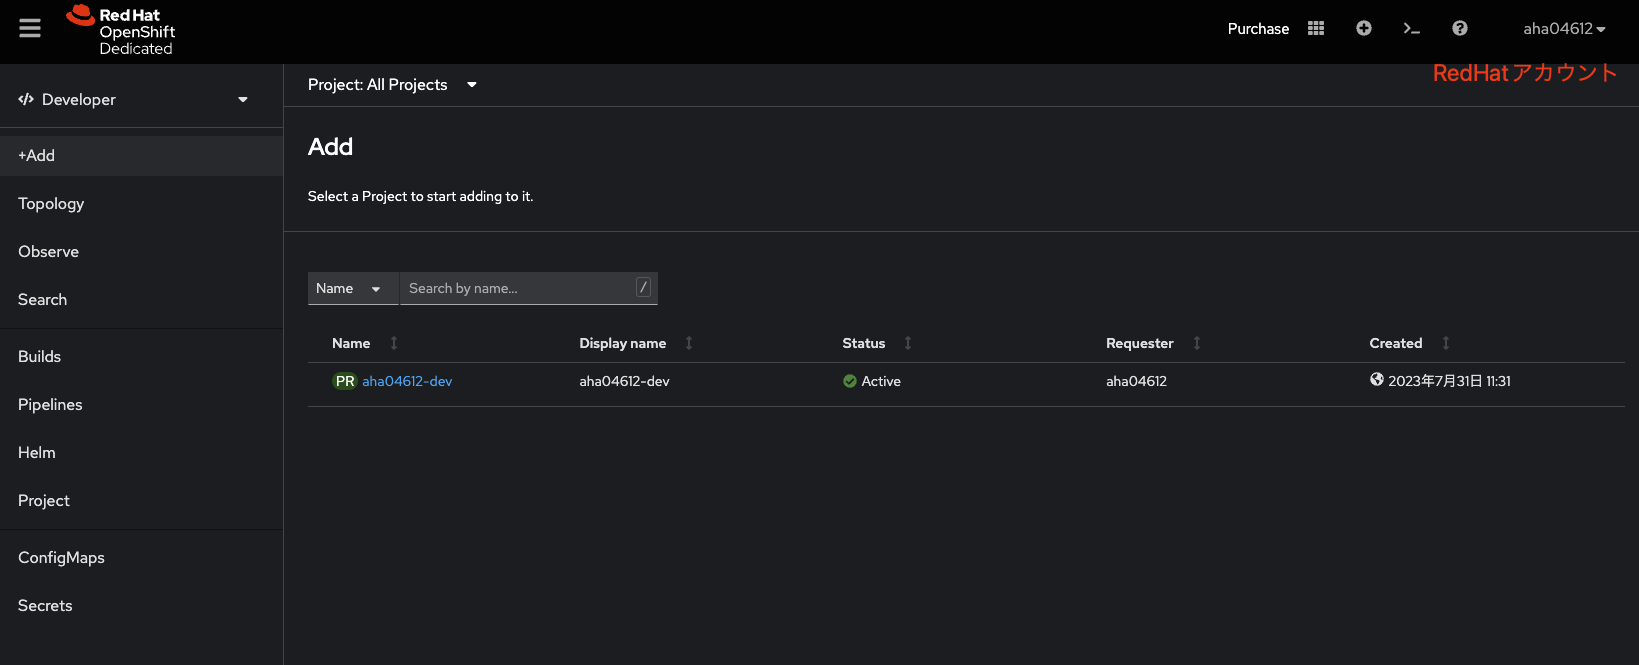 Red Hat
OpenShift
Dedicated
Purchase
aha04612
RedHatアカウント
Developer
Project: All Projects
+Add
Topology
Observe
Search
Builds
Pipelines
Helm
Project
ConfigMaps
Secrets
Add
Select a Project to start adding to it.
Name Search by name... /
Name Display name Status Requester Created
PR aha04612-dev aha04612-dev Active aha04612 2023年7月31日 11:31